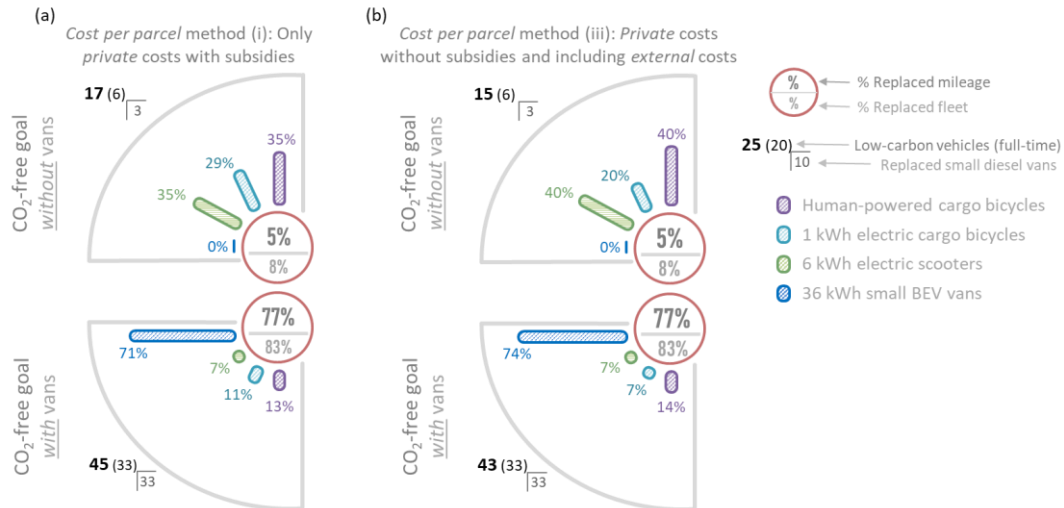 (a)
Cost per parcel method (i): Only
private costs with subsidies
17 (6)
3
CO₂-free goal
without vans
35%
29%
35%
0%
5%
8%
77%
83%
CO₂-free goal
with vans
71%
7%
11%
13%
45 (33)
33
(b)
Cost per parcel method (iii): Private costs
without subsidies and including external costs
15 (6)
3
CO₂-free goal
without vans
40%
20%
40%
0%
5%
8%
77%
83%
CO₂-free goal
with vans
74%
7%
7%
14%
43 (33)
33
% % Replaced mileage
% % Replaced fleet
25 (20) Low-carbon vehicles (full-time)
10 Replaced small diesel vans
Human-powered cargo bicycles
1 kWh electric cargo bicycles
6 kWh electric scooters
36 kWh small BEV vans